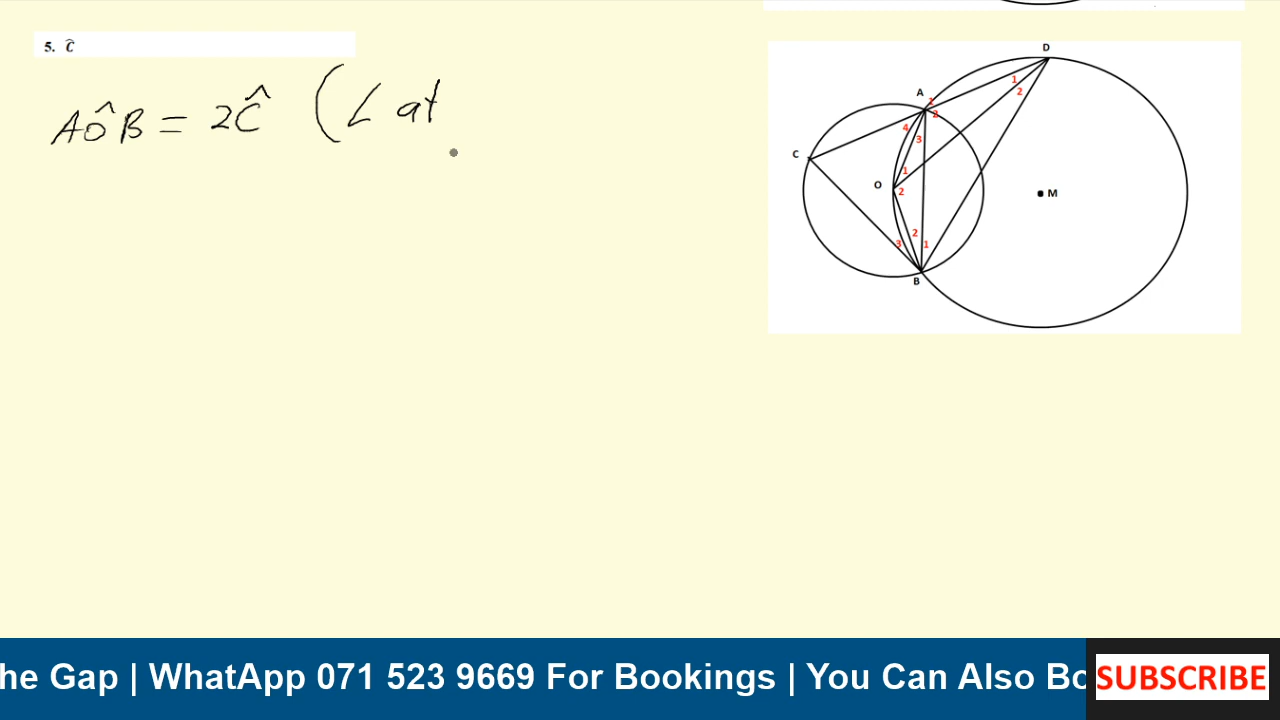 5. Ĉ
AÔB = 2Ĉ (∠ at
D
1
2
A
1
2
4
3
C
1
O
2
M
2
3
1
B
he Gap | WhatApp 071 523 9669 For Bookings | You Can Also Bo
SUBSCRIBE